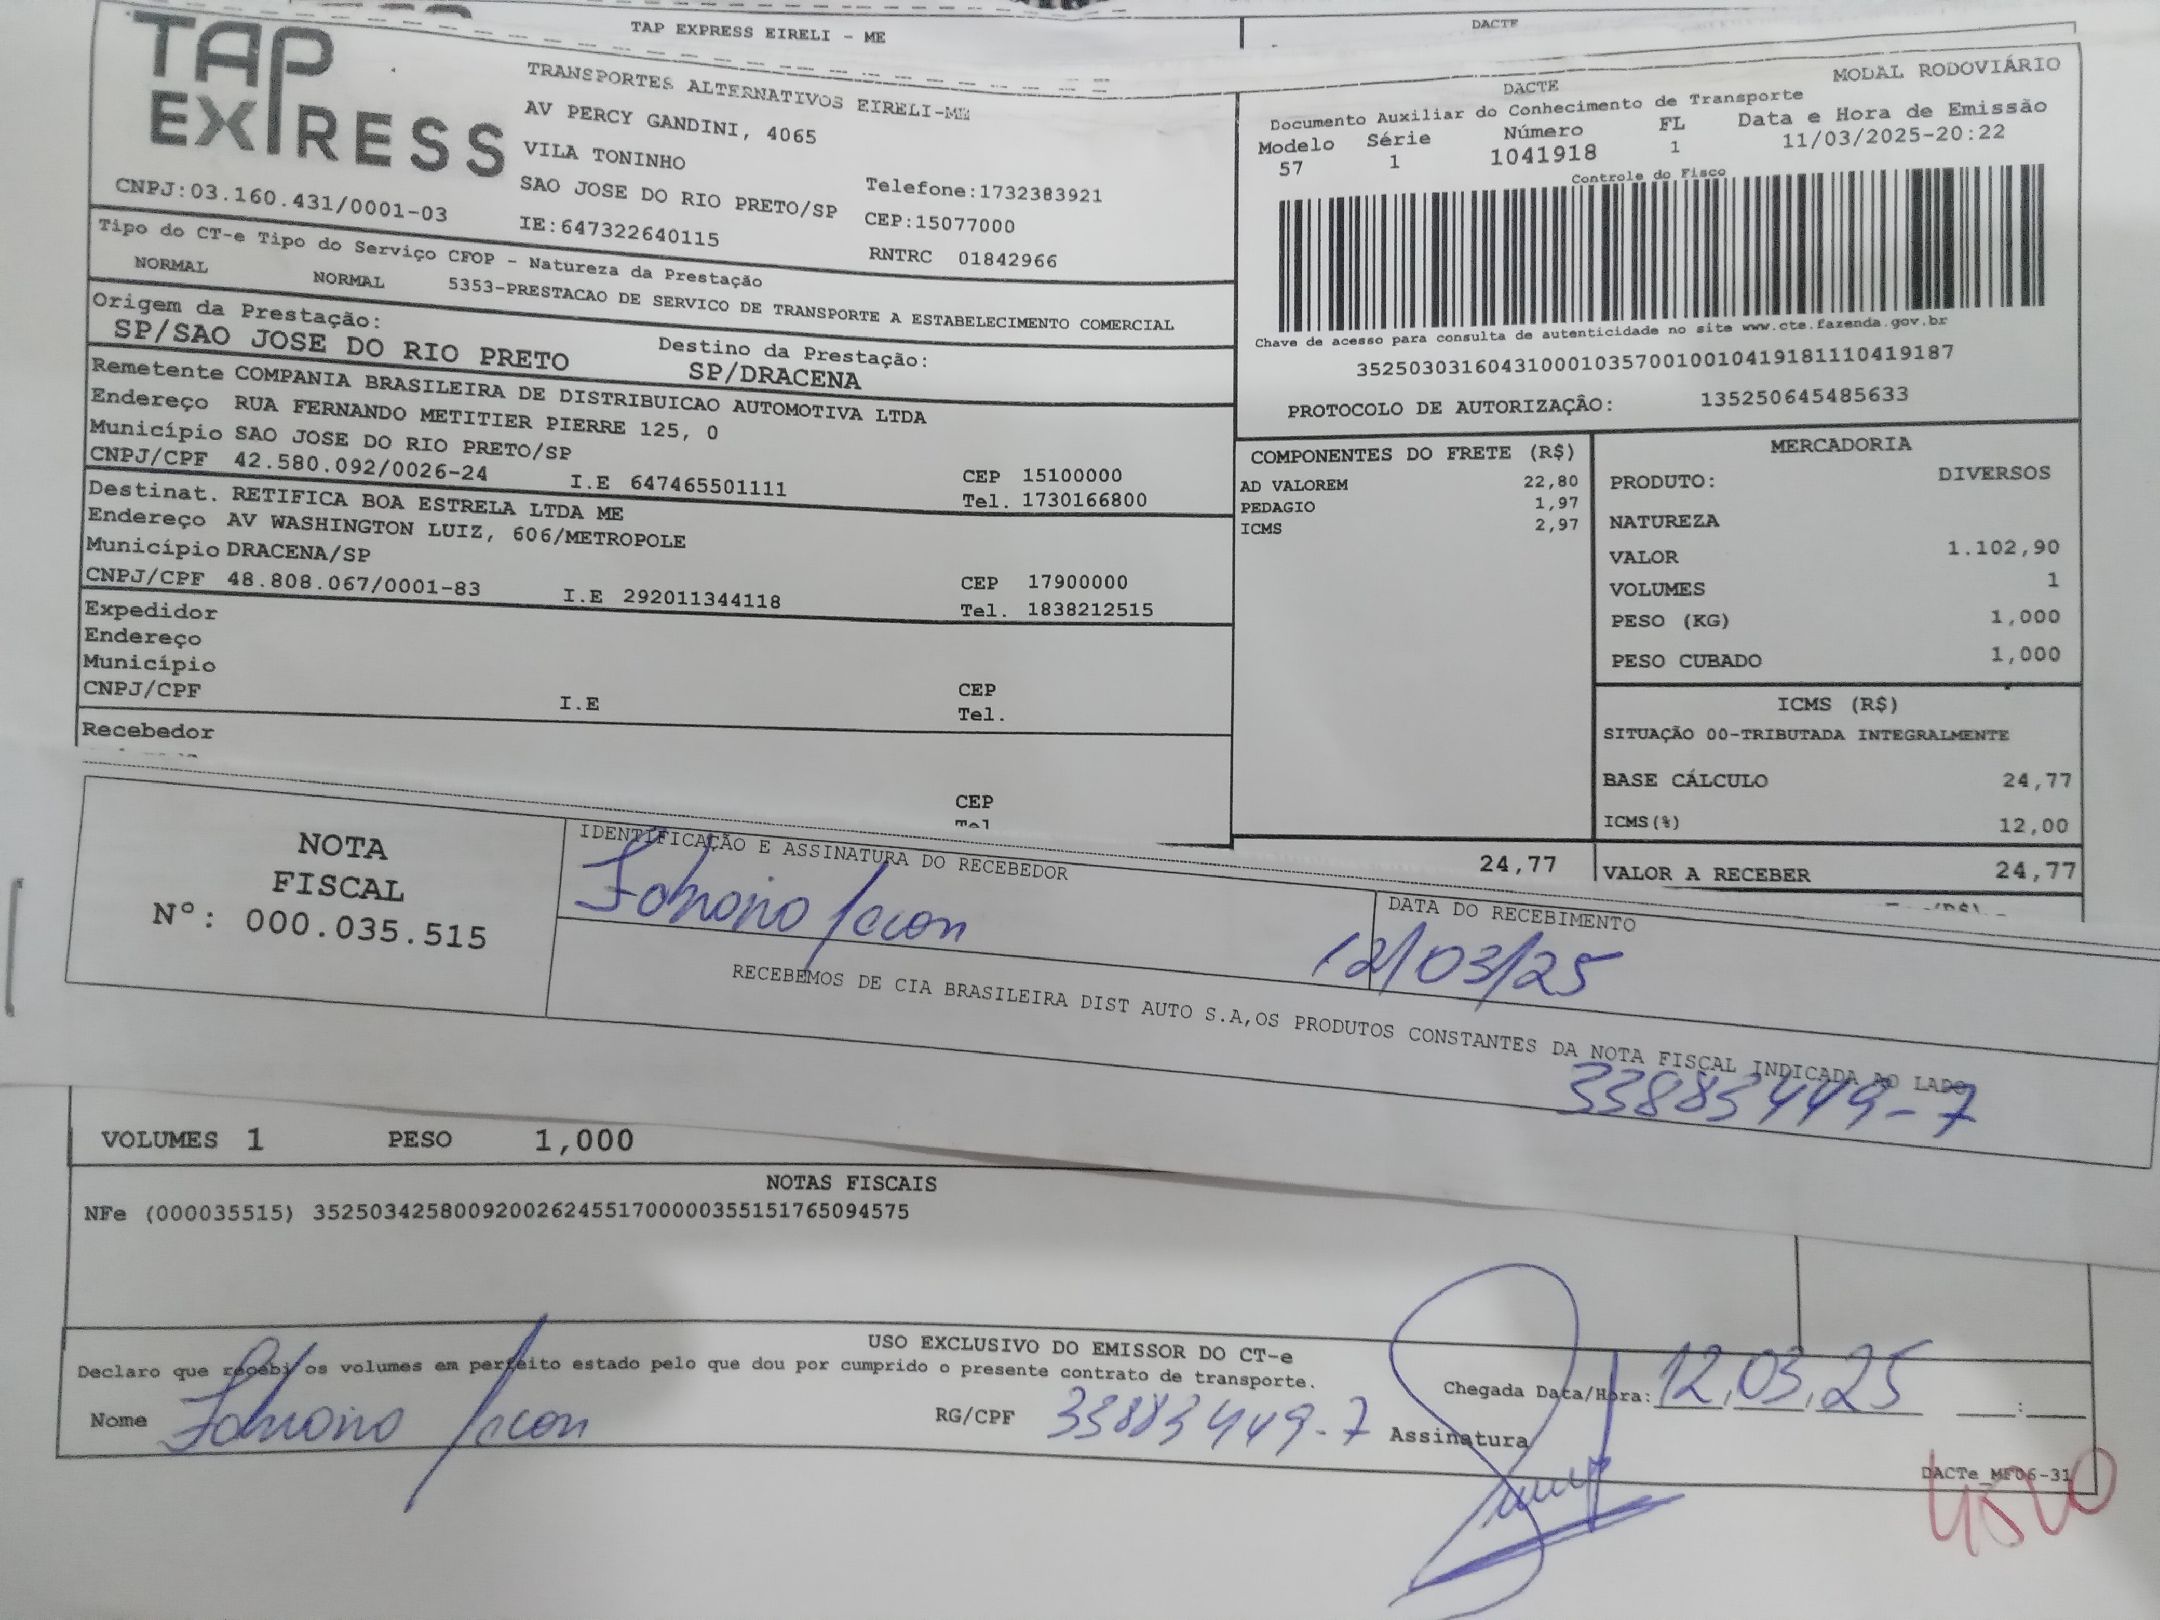 TAP EXPRESS EIRELI - ME
DACTE
TAP EXPRESS
TRANSPORTES ALTERNATIVOS EIRELI-ME
AV PERCY GANDINI, 4065
VILA TONINHO
SAO JOSE DO RIO PRETO/SP
Telefone:1732383921
CNPJ:03.160.431/0001-03
IE:647322640115
CEP:15077000
RNTRC 01842966
DACTE
MODAL RODOVIÁRIO
Documento Auxiliar do Conhecimento de Transporte
Modelo Série Número FL Data e Hora de Emissão
57 1 1041918 1 11/03/2025-20:22
Controle do Fisco
Chave de acesso para consulta de autenticidade no site www.cte.fazenda.gov.br
35250303160431000103570010010419181110419187
PROTOCOLO DE AUTORIZAÇÂO: 135250645485633
Tipo do CT-e Tipo do Serviço CFOP - Natureza da Prestação
NORMAL NORMAL 5353-PRESTACAO DE SERVICO DE TRANSPORTE A ESTABELECIMENTO COMERCIAL
Origem da Prestação: Destino da Prestação:
SP/SAO JOSE DO RIO PRETO SP/DRACENA
Remetente COMPANIA BRASILEIRA DE DISTRIBUICAO AUTOMOTIVA LTDA
Endereço RUA FERNANDO METITIER PIERRE 125, 0
Município SAO JOSE DO RIO PRETO/SP CEP 15100000
CNPJ/CPF 42.580.092/0026-24 I.E 647465501111 Tel. 1730166800
Destinat. RETIFICA BOA ESTRELA LTDA ME
Endereço AV WASHINGTON LUIZ, 606/METROPOLE
Município DRACENA/SP CEP 17900000
CNPJ/CPF 48.808.067/0001-83 I.E 292011344118 Tel. 1838212515
Expedidor
Endereço
Município CEP
CNPJ/CPF I.E Tel.
Recebedor
CEP
COMPONENTES DO FRETE (R$)
AD VALOREM 22,80
PEDAGIO 1,97
ICMS 2,97
24,77
MERCADORIA
PRODUTO: DIVERSOS
NATUREZA
VALOR 1.102,90
VOLUMES 1
PESO (KG) 1,000
PESO CUBADO 1,000
ICMS (R$)
SITUAÇÃO 00-TRIBUTADA INTEGRALMENTE
BASE CÁLCULO 24,77
ICMS(%) 12,00
VALOR A RECEBER 24,77
NOTA
FISCAL
Nº: 000.035.515
IDENTIFICAÇÃO E ASSINATURA DO RECEBEDOR
DATA DO RECEBIMENTO
12/03/25
RECEBEMOS DE CIA BRASILEIRA DIST AUTO S.A,OS PRODUTOS CONSTANTES DA NOTA FISCAL INDICADA AO LADO
33883449-7
VOLUMES 1 PESO 1,000
NOTAS FISCAIS
NFe (000035515) 35250342580092002624551700000355151765094575
USO EXCLUSIVO DO EMISSOR DO CT-e
Declaro que recebi os volumes em perfeito estado pelo que dou por cumprido o presente contrato de transporte.
Chegada Data/Hora: 12.03.25 :
Nome
RG/CPF 33883449-7 Assinatura
DACTe_MF06-31